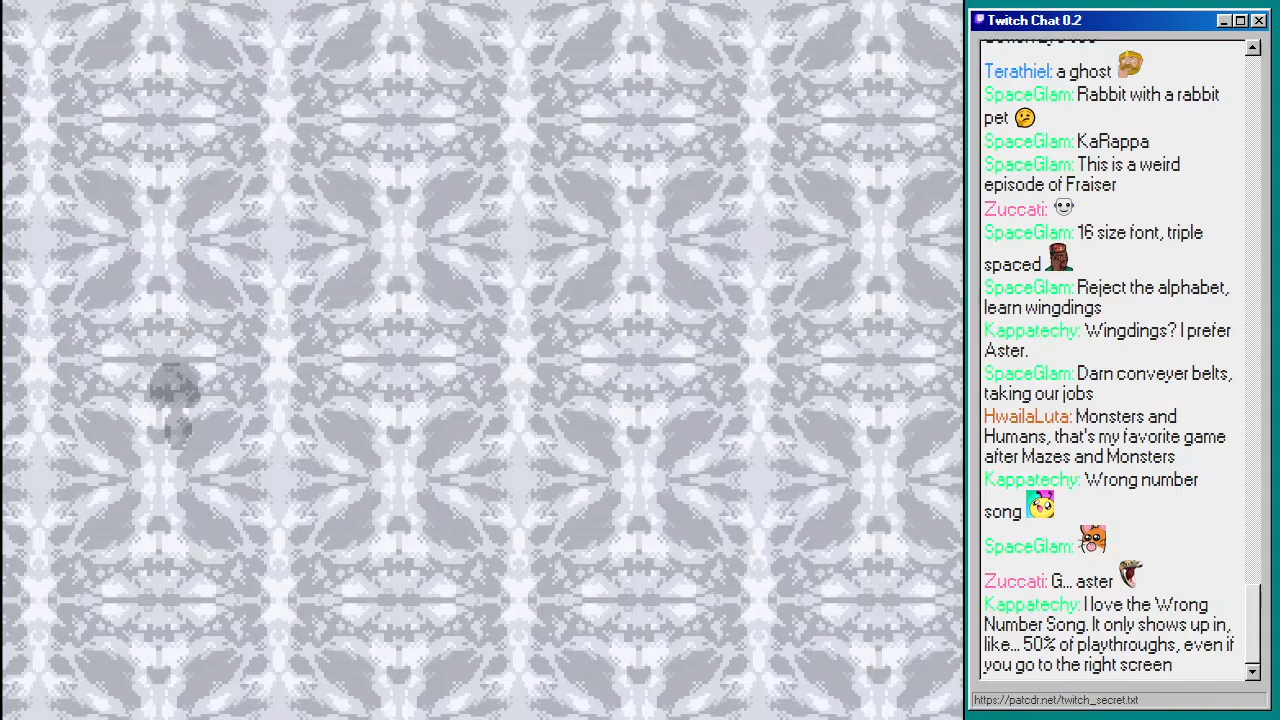 Twitch Chat 0.2
Terathiel: a ghost
SpaceGlam: Rabbit with a rabbit
pet
SpaceGlam: KaRappa
SpaceGlam: This is a weird
episode of Fraiser
Zuccati:
SpaceGlam: 16 size font, triple
spaced
SpaceGlam: Reject the alphabet,
learn wingdings
Kappatechy: Wingdings? I prefer
Aster.
SpaceGlam: Darn conveyer belts,
taking our jobs
HwailaLuta: Monsters and
Humans, that's my favorite game
after Mazes and Monsters
Kappatechy: Wrong number
song
SpaceGlam:
Zuccati: G... aster
Kappatechy: I love the Wrong
Number Song. It only shows up in,
like... 50% of playthroughs, even if
you go to the right screen
https://patcdr.net/twitch_secret.txt